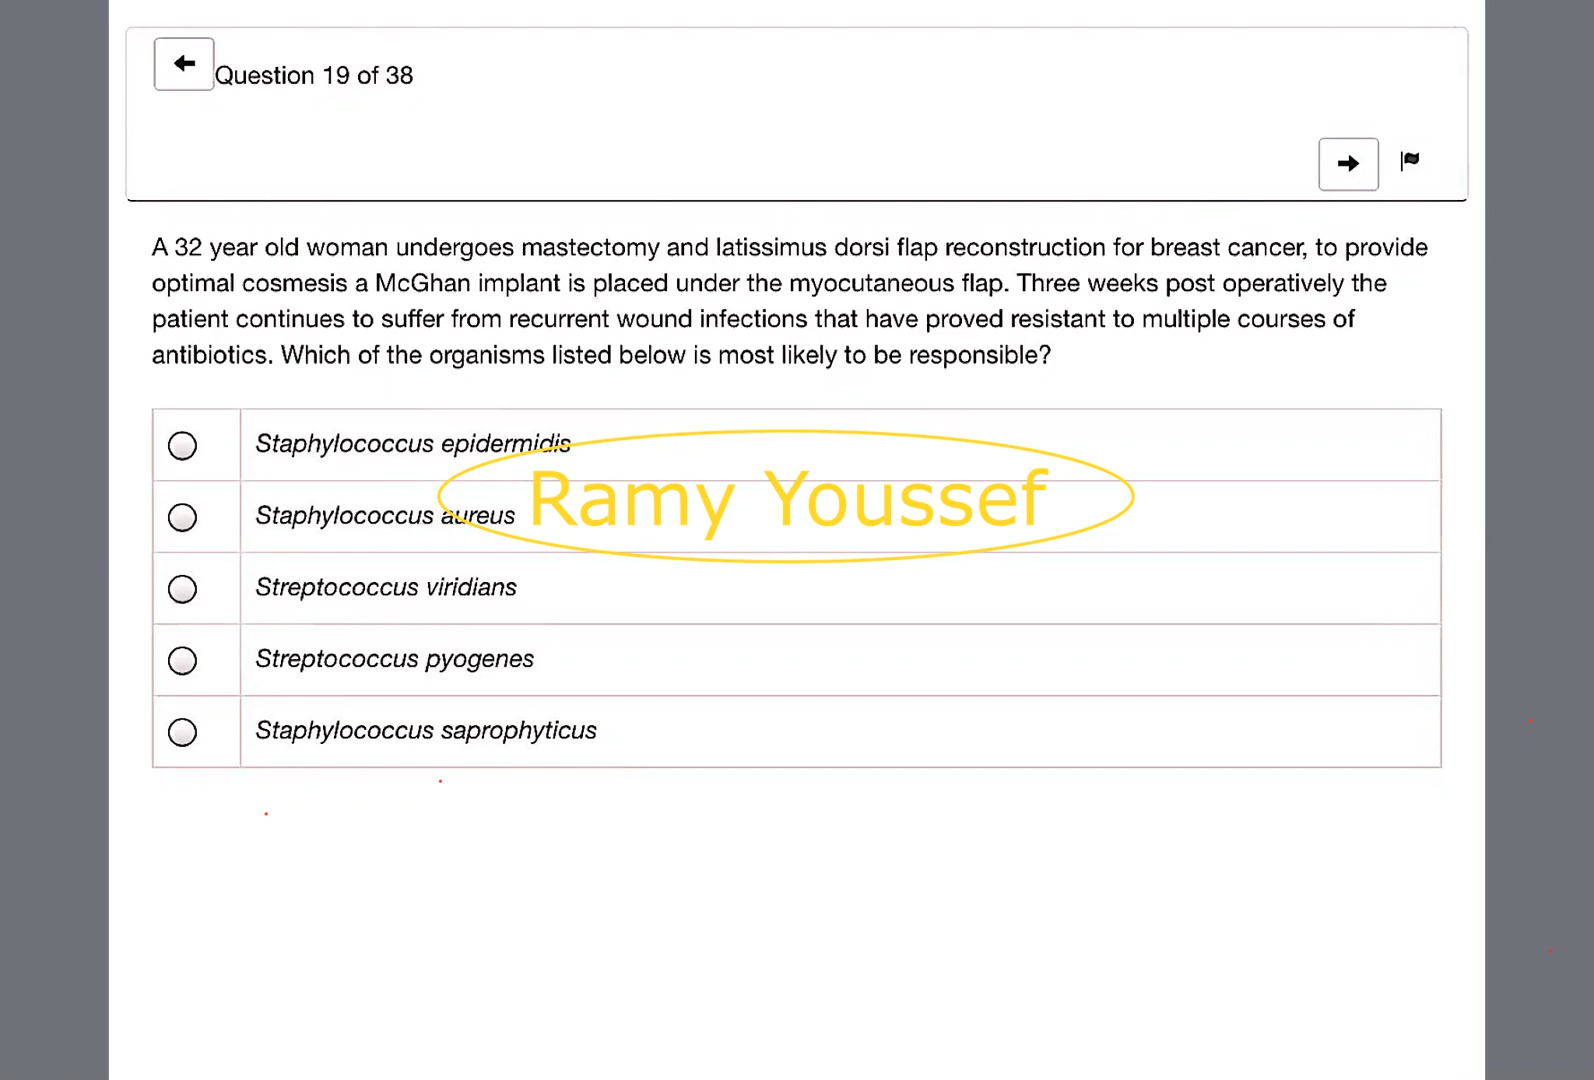 Question 19 of 38
A 32 year old woman undergoes mastectomy and latissimus dorsi flap reconstruction for breast cancer, to provide
optimal cosmesis a McGhan implant is placed under the myocutaneous flap. Three weeks post operatively the
patient continues to suffer from recurrent wound infections that have proved resistant to multiple courses of
antibiotics. Which of the organisms listed below is most likely to be responsible?
Staphylococcus epidermidis
Staphylococcus aureus
Ramy Youssef
Streptococcus viridians
Streptococcus pyogenes
Staphylococcus saprophyticus